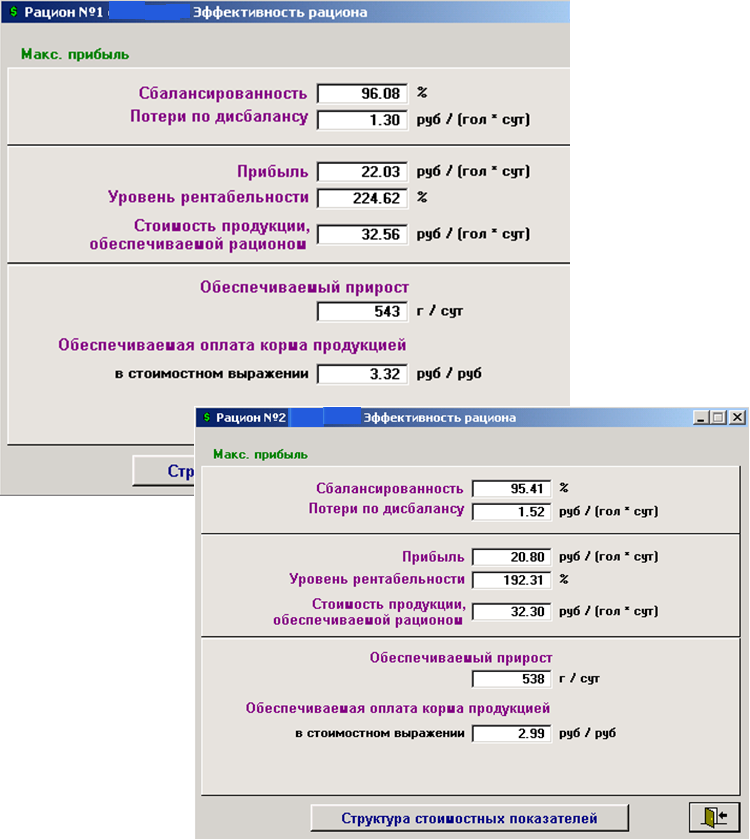 $ Рацион №1 Эффективность рациона
Макс. прибыль
Сбалансированность 96.08 %
Потери по дисбалансу 1.30 руб / (гол * сут)
Прибыль 22.03 руб / (гол * сут)
Уровень рентабельности 224.62 %
Стоимость продукции,
обеспечиваемой рационом 32.56 руб / (гол * сут)
Обеспечиваемый прирост
543 г / сут
Обеспечиваемая оплата корма продукцией
в стоимостном выражении 3.32 руб / руб
$ Рацион №2 Эффективность рациона
Макс. прибыль
Сбалансированность 95.41 %
Потери по дисбалансу 1.52 руб / (гол * сут)
Прибыль 20.80 руб / (гол * сут)
Уровень рентабельности 192.31 %
Стоимость продукции,
обеспечиваемой рационом 32.30 руб / (гол * сут)
Обеспечиваемый прирост
538 г / сут
Обеспечиваемая оплата корма продукцией
в стоимостном выражении 2.99 руб / руб
Структура стоимостных показателей